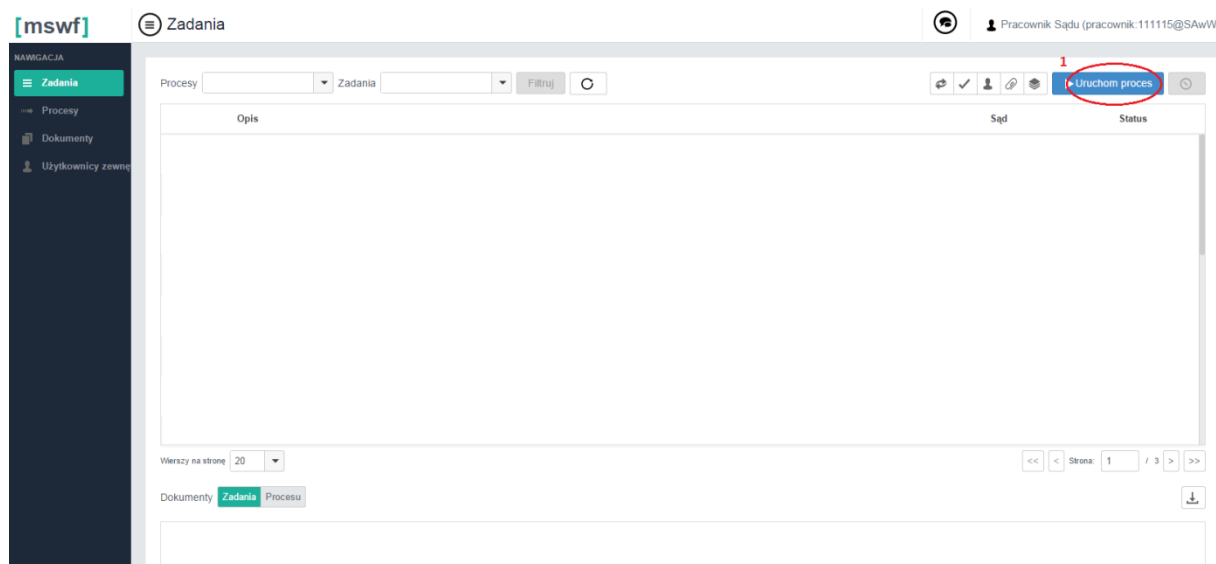 [mswf]
Zadania
Pracownik Sądu (pracownik:111115@SAwW
NAWIGACJA
Zadania
Procesy
Dokumenty
Użytkownicy zewnę
Procesy Zadania Filtruj
1
Uruchom proces
Opis Sąd Status
Wierszy na stronę 20
<< < Strona: 1 / 3 > >>
Dokumenty Zadania Procesu